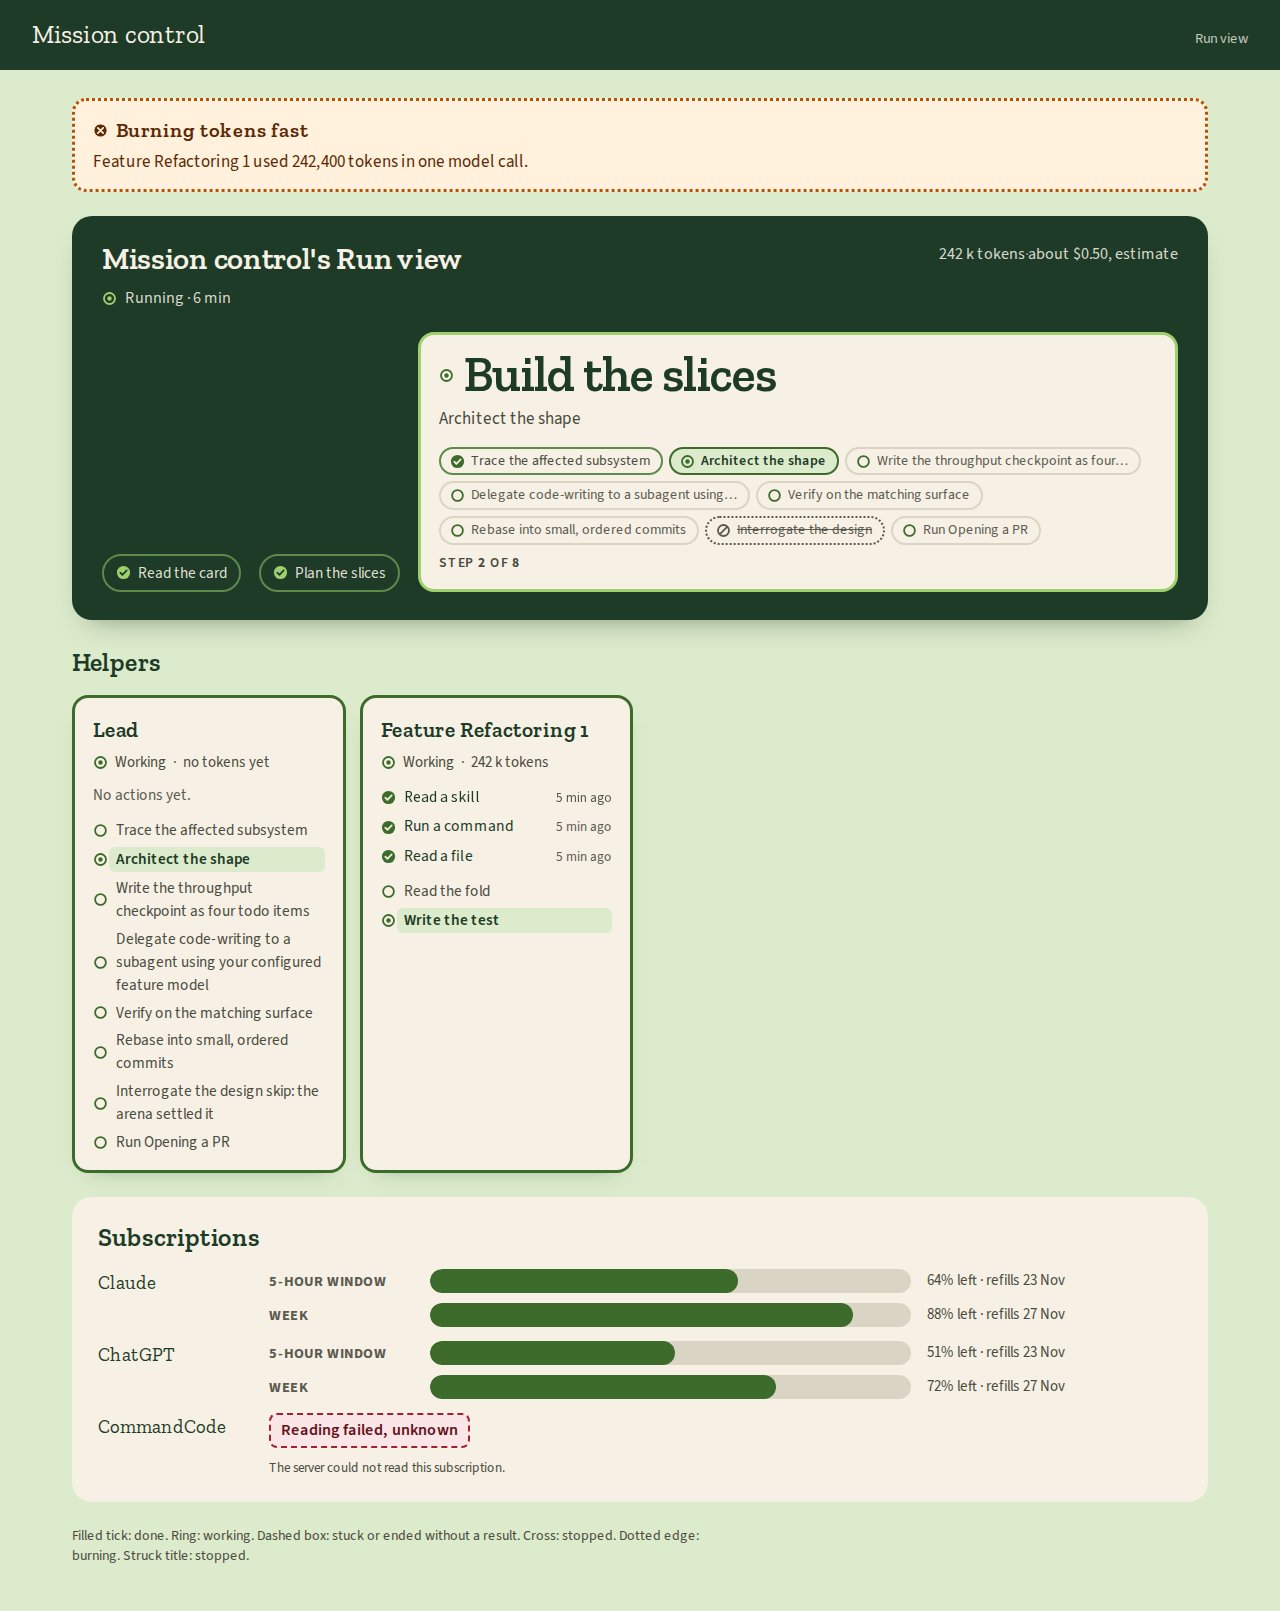 Mission control
Run view
Burning tokens fast
Feature Refactoring 1 used 242,400 tokens in one model call.
Mission control's Run view
242 k tokens·about $0.50, estimate
Running · 6 min
Build the slices
Architect the shape
Trace the affected subsystem
Architect the shape
Write the throughput checkpoint as four…
Delegate code-writing to a subagent using…
Verify on the matching surface
Rebase into small, ordered commits
Interrogate the design
Run Opening a PR
STEP 2 OF 8
Read the card
Plan the slices
Helpers
Lead
Working · no tokens yet
No actions yet.
Trace the affected subsystem
Architect the shape
Write the throughput
checkpoint as four todo items
Delegate code-writing to a
subagent using your configured
feature model
Verify on the matching surface
Rebase into small, ordered
commits
Interrogate the design skip: the
arena settled it
Run Opening a PR
Feature Refactoring 1
Working · 242 k tokens
Read a skill 5 min ago
Run a command 5 min ago
Read a file 5 min ago
Read the fold
Write the test
Subscriptions
Claude
5-HOUR WINDOW 64% left · refills 23 Nov
WEEK 88% left · refills 27 Nov
ChatGPT
5-HOUR WINDOW 51% left · refills 23 Nov
WEEK 72% left · refills 27 Nov
CommandCode
Reading failed, unknown
The server could not read this subscription.
Filled tick: done. Ring: working. Dashed box: stuck or ended without a result. Cross: stopped. Dotted edge:
burning. Struck title: stopped.